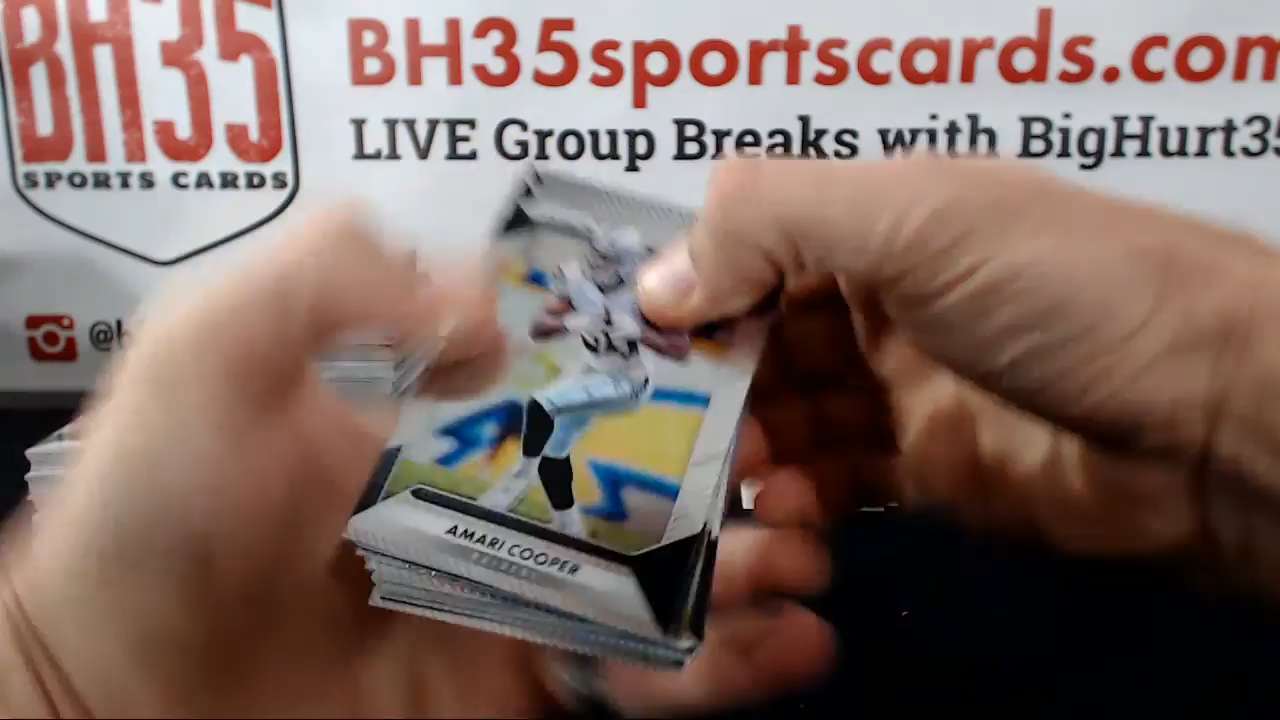 BH35
SPORTS CARDS
BH35sportscards.com
LIVE Group Breaks with BigHurt35
AMARI COOPER